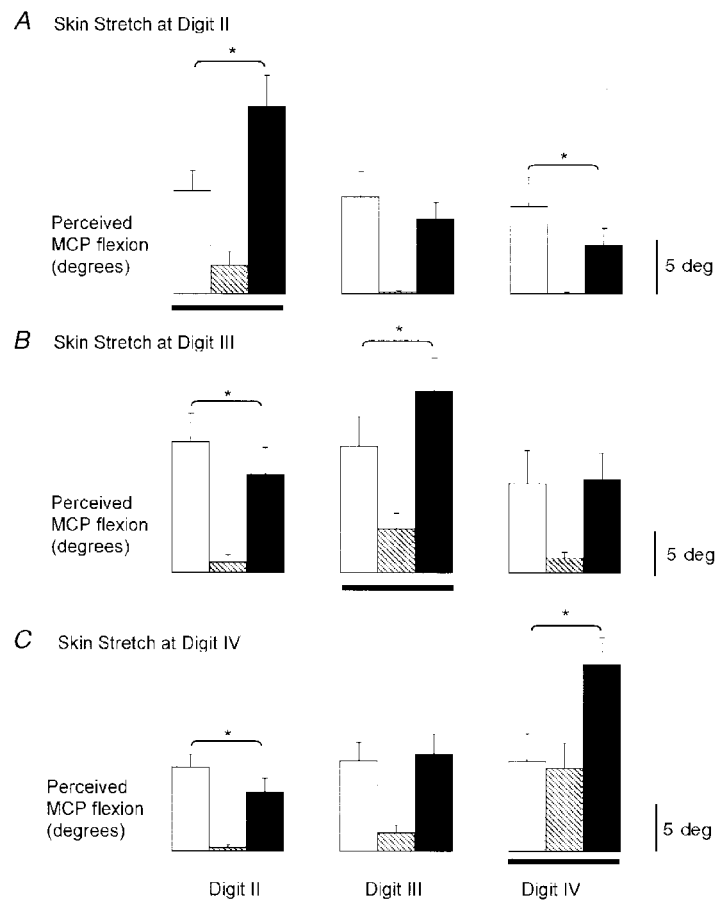 A Skin Stretch at Digit II
*
*
Perceived
MCP flexion
(degrees)
5 deg
B Skin Stretch at Digit III
*
*
Perceived
MCP flexion
(degrees)
5 deg
C Skin Stretch at Digit IV
*
*
Perceived
MCP flexion
(degrees)
5 deg
Digit II Digit III Digit IV